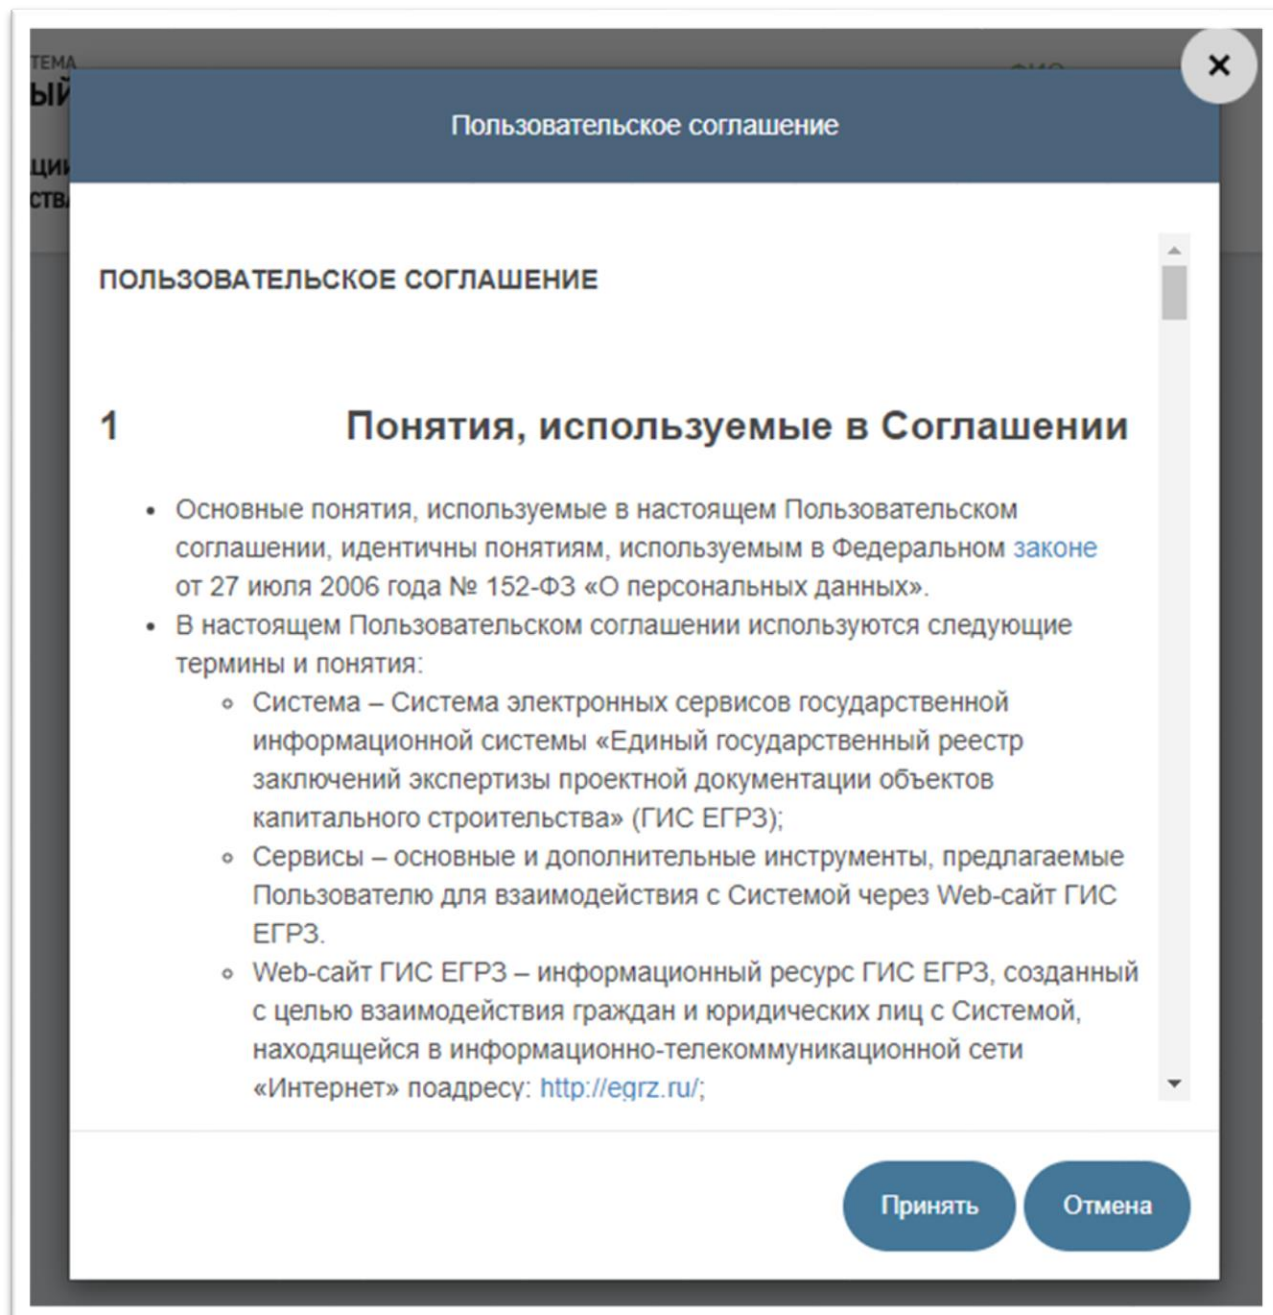 ТЕМА
ЫЙ
ЦИИ
СТВА
×
Пользовательское соглашение
ПОЛЬЗОВАТЕЛЬСКОЕ СОГЛАШЕНИЕ
1 Понятия, используемые в Соглашении
• Основные понятия, используемые в настоящем Пользовательском
соглашении, идентичны понятиям, используемым в Федеральном законе
от 27 июля 2006 года № 152-ФЗ «О персональных данных».
• В настоящем Пользовательском соглашении используются следующие
термины и понятия:
◦ Система – Система электронных сервисов государственной
информационной системы «Единый государственный реестр
заключений экспертизы проектной документации объектов
капитального строительства» (ГИС ЕГРЗ);
◦ Сервисы – основные и дополнительные инструменты, предлагаемые
Пользователю для взаимодействия с Системой через Web-сайт ГИС
ЕГРЗ.
◦ Web-сайт ГИС ЕГРЗ – информационный ресурс ГИС ЕГРЗ, созданный
с целью взаимодействия граждан и юридических лиц с Системой,
находящейся в информационно-телекоммуникационной сети
«Интернет» поадресу: http://egrz.ru/;
Принять Отмена